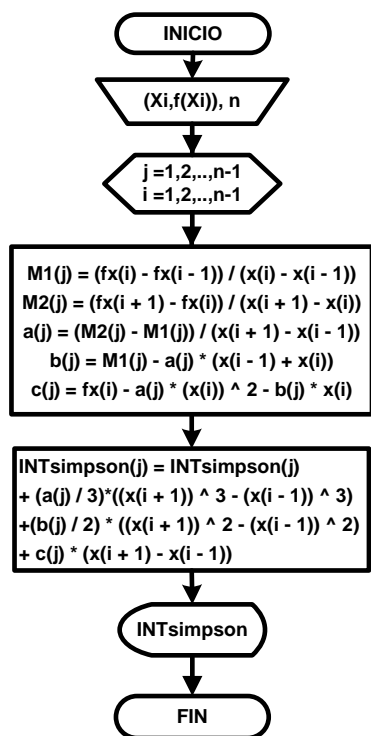 INICIO
(Xi,f(Xi)), n
j =1,2,..,n-1
i =1,2,..,n-1
M1(j) = (fx(i) - fx(i - 1)) / (x(i) - x(i - 1))
M2(j) = (fx(i + 1) - fx(i)) / (x(i + 1) - x(i))
a(j) = (M2(j) - M1(j)) / (x(i + 1) - x(i - 1))
b(j) = M1(j) - a(j) * (x(i - 1) + x(i))
c(j) = fx(i) - a(j) * (x(i)) ^ 2 - b(j) * x(i)
INTsimpson(j) = INTsimpson(j)
+ (a(j) / 3)*((x(i + 1)) ^ 3 - (x(i - 1)) ^ 3)
+(b(j) / 2) * ((x(i + 1)) ^ 2 - (x(i - 1)) ^ 2)
+ c(j) * (x(i + 1) - x(i - 1))
INTsimpson
FIN